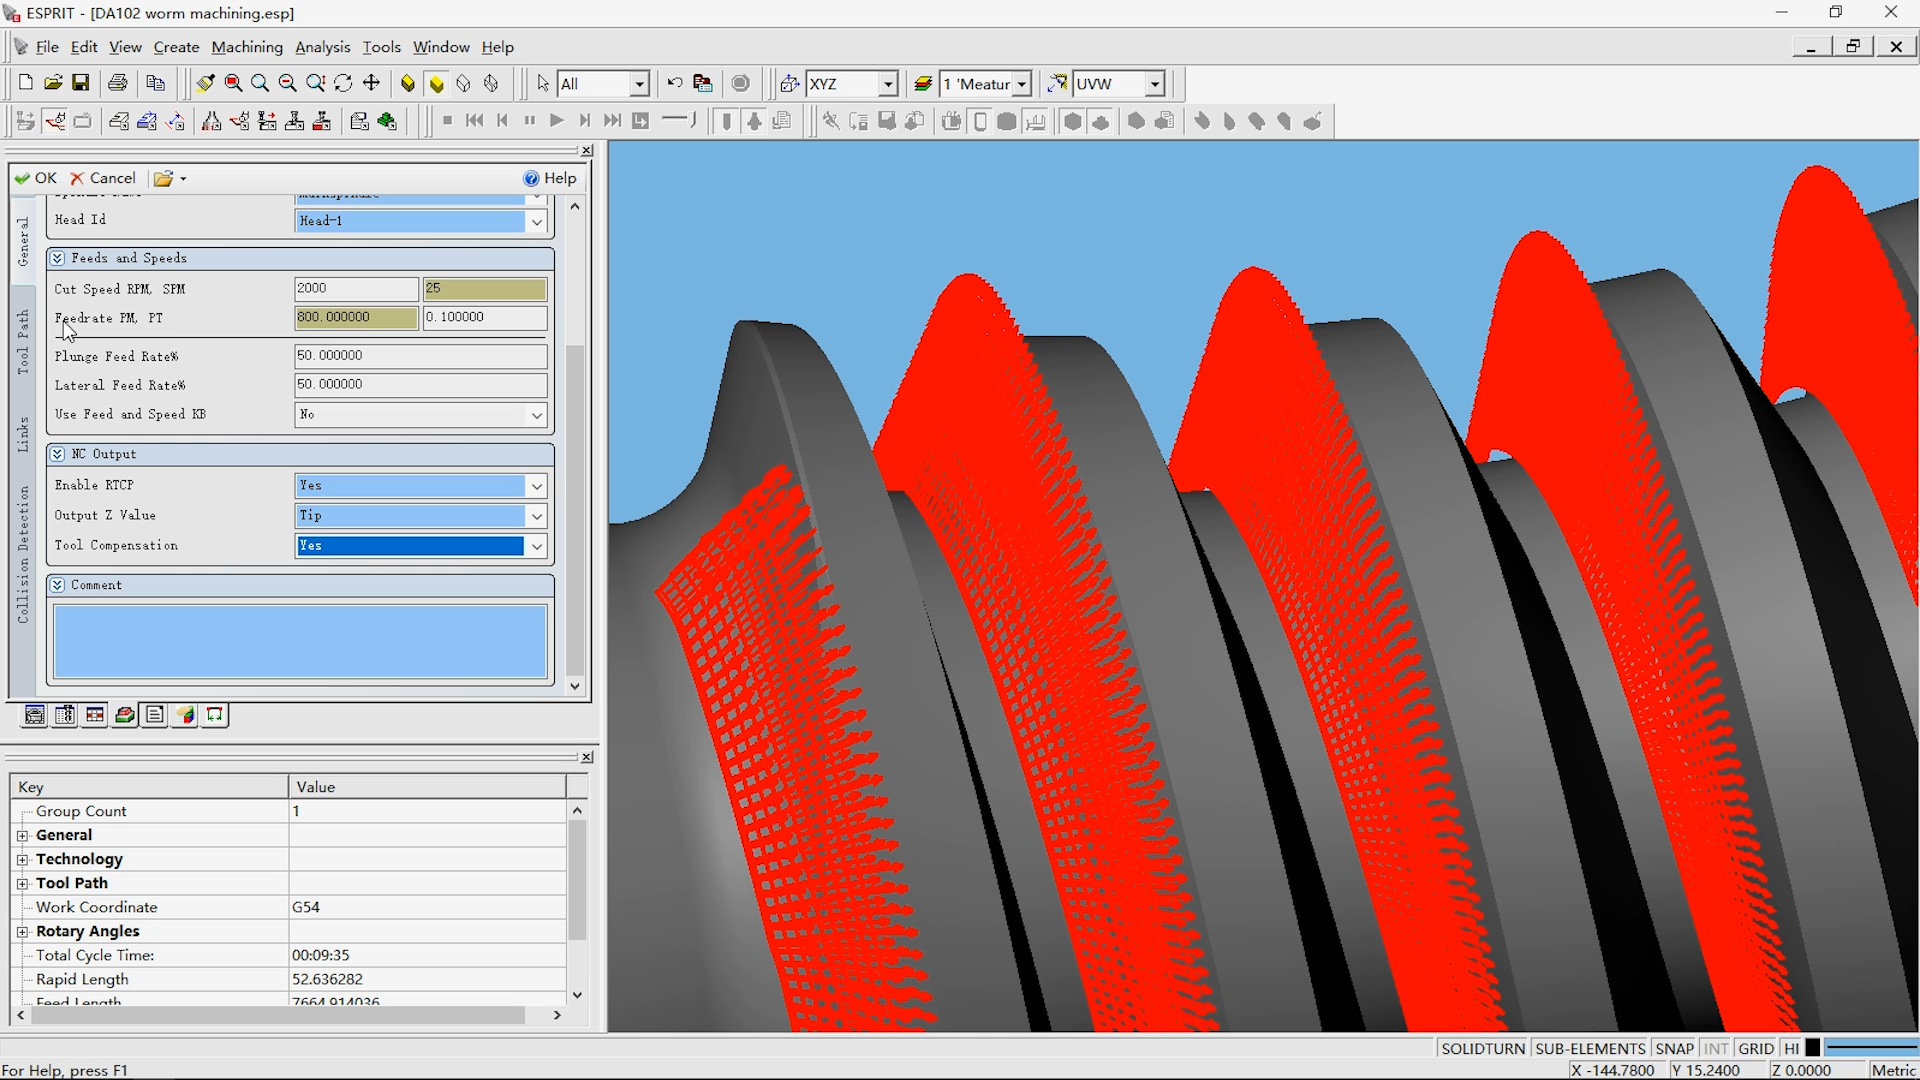 ESPRIT - [DA102 worm machining.esp]
File Edit View Create Machining Analysis Tools Window Help
All XYZ 1 'Meatur UVW
OK Cancel Help
General
Tool Path
Links
Collision Detection
Head Id Head-1
Feeds and Speeds
Cut Speed RPM, SPM 2000 25
Feedrate PM, PT 800.000000 0.100000
Plunge Feed Rate% 50.000000
Lateral Feed Rate% 50.000000
Use Feed and Speed KB No
NC Output
Enable RTCP Yes
Output Z Value Tip
Tool Compensation Yes
Comment
Key Value
Group Count 1
General
Technology
Tool Path
Work Coordinate G54
Rotary Angles
Total Cycle Time: 00:09:35
Rapid Length 52.636282
Feed Length 7664.914036
SOLIDTURN SUB-ELEMENTS SNAP INT GRID HI
For Help, press F1
X -144.7800 Y 15.2400 Z 0.0000 Metric